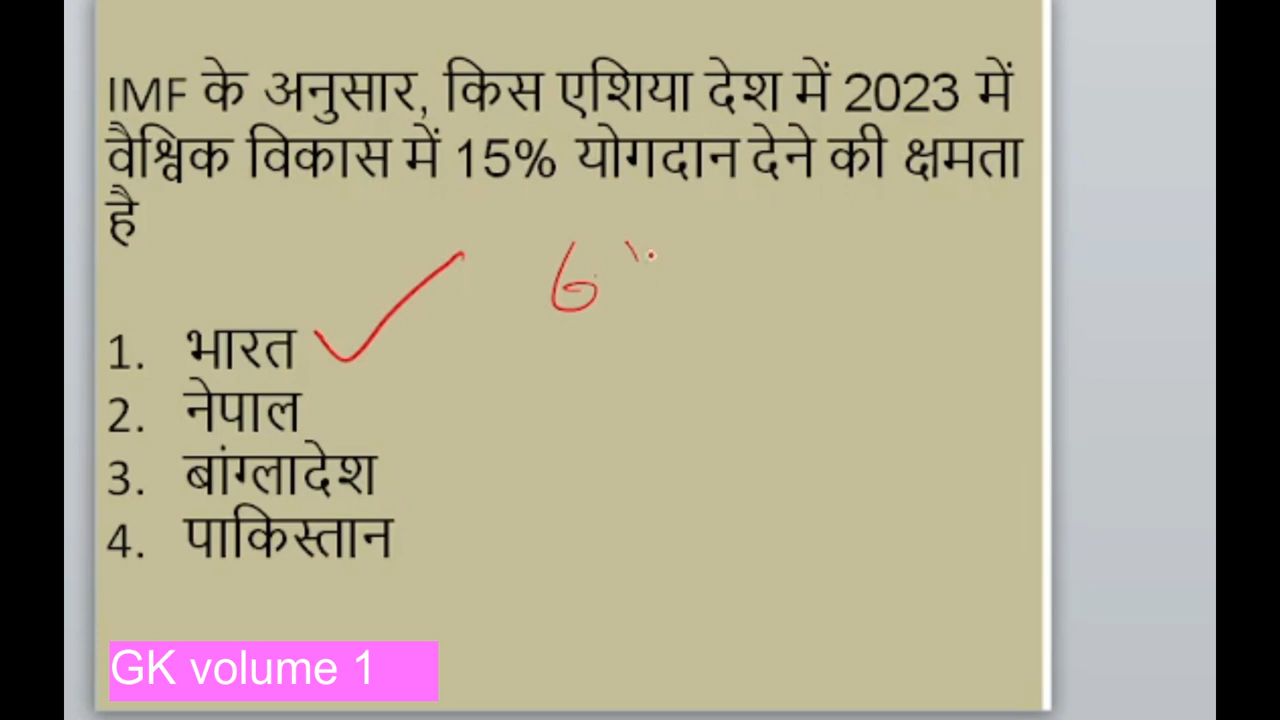 IMF के अनुसार, किस एशिया देश में 2023 में
वैश्विक विकास में 15% योगदान देने की क्षमता
है
6
1. भारत
2. नेपाल
3. बांग्लादेश
4. पाकिस्तान
GK volume 1